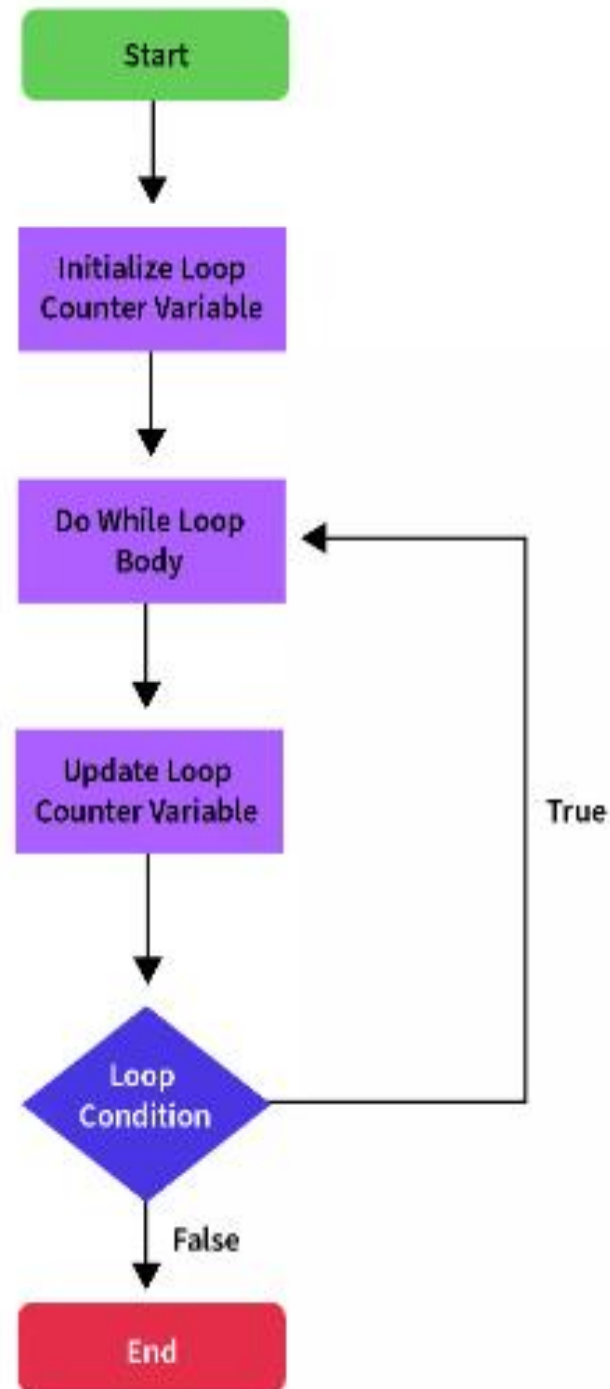 Start
Initialize Loop
Counter Variable
Do While Loop
Body
Update Loop
Counter Variable
True
Loop
Condition
False
End